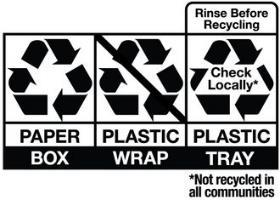 Rinse Before
Recycling
Check
Locally*
PAPER
PLASTIC
PLASTIC
BOX
WRAP
TRAY
*Not recycled in
all communities